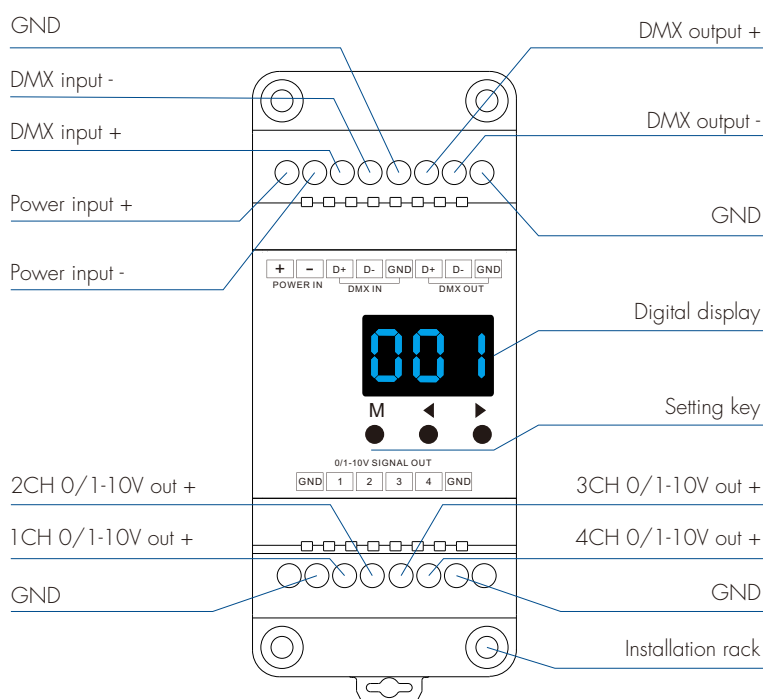 GND
DMX output +
DMX input -
DMX output -
DMX input +
Power input +
GND
Power input -
+ - D+ D- GND D+ D- GND
POWER IN DMX IN DMX OUT
Digital display
001
M ◀ ▶
Setting key
0/1-10V SIGNAL OUT
GND 1 2 3 4 GND
2CH 0/1-10V out +
3CH 0/1-10V out +
1CH 0/1-10V out +
4CH 0/1-10V out +
GND
GND
Installation rack